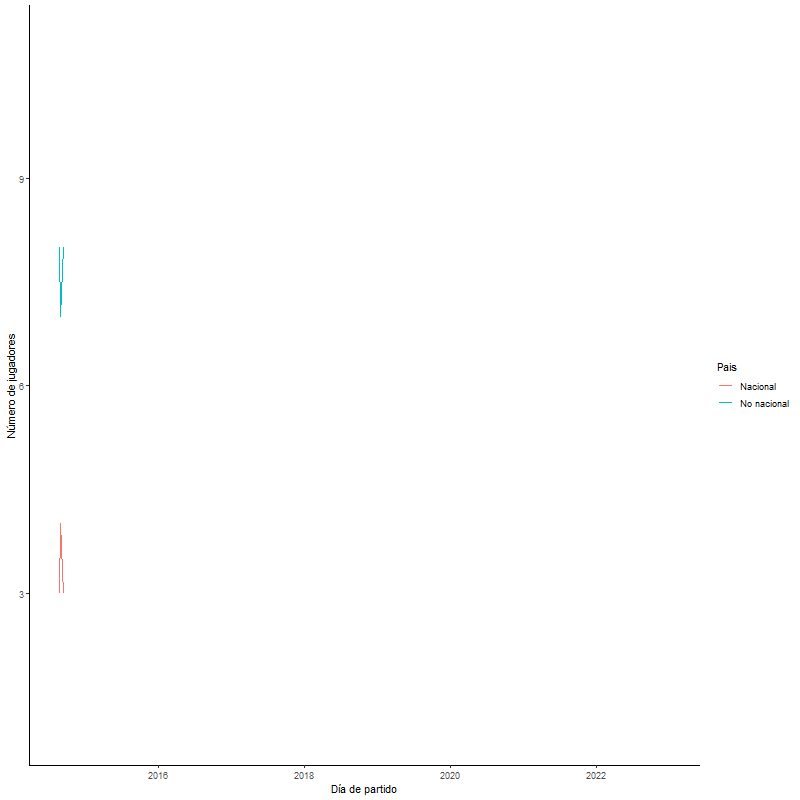 9
6
3
Número de jugadores
2016
2018
2020
2022
Día de partido
Pais
Nacional
No nacional